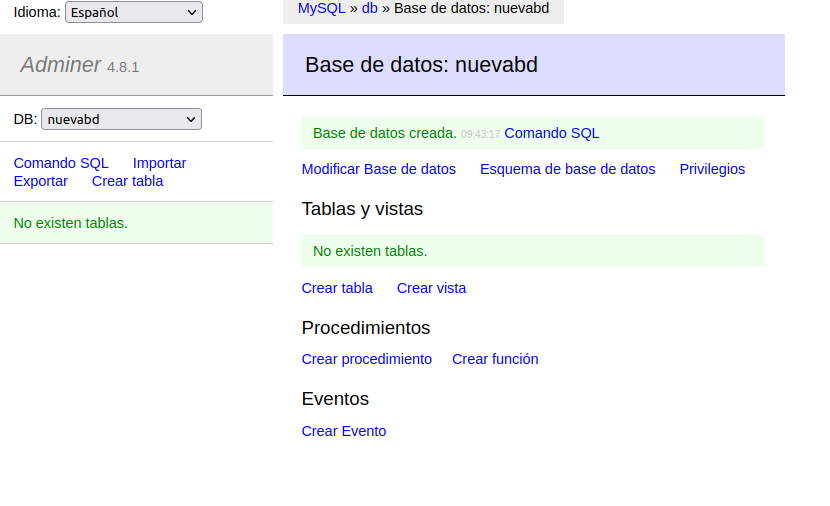 Idioma: Español
Adminer 4.8.1
DB: nuevabd
Comando SQL Importar
Exportar Crear tabla
No existen tablas.
MySQL » db » Base de datos: nuevabd
Base de datos: nuevabd
Base de datos creada. 09:43:17 Comando SQL
Modificar Base de datos Esquema de base de datos Privilegios
Tablas y vistas
No existen tablas.
Crear tabla Crear vista
Procedimientos
Crear procedimiento Crear función
Eventos
Crear Evento